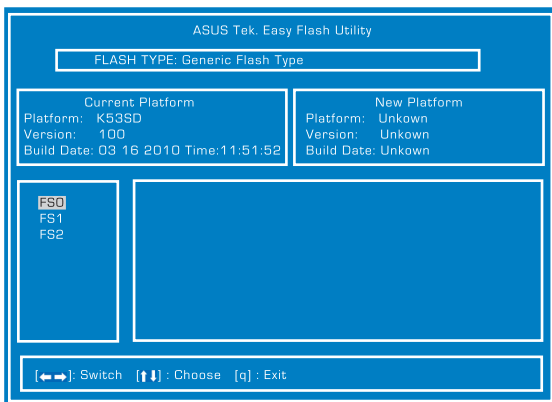 ASUS Tek. Easy Flash Utility
FLASH TYPE: Generic Flash Type
Current Platform
Platform: K53SD
Version: 100
Build Date: 03 16 2010 Time:11:51:52
New Platform
Platform: Unkown
Version: Unkown
Build Date: Unkown
FS0
FS1
FS2
[←→]: Switch [↑↓] : Choose [q] : Exit